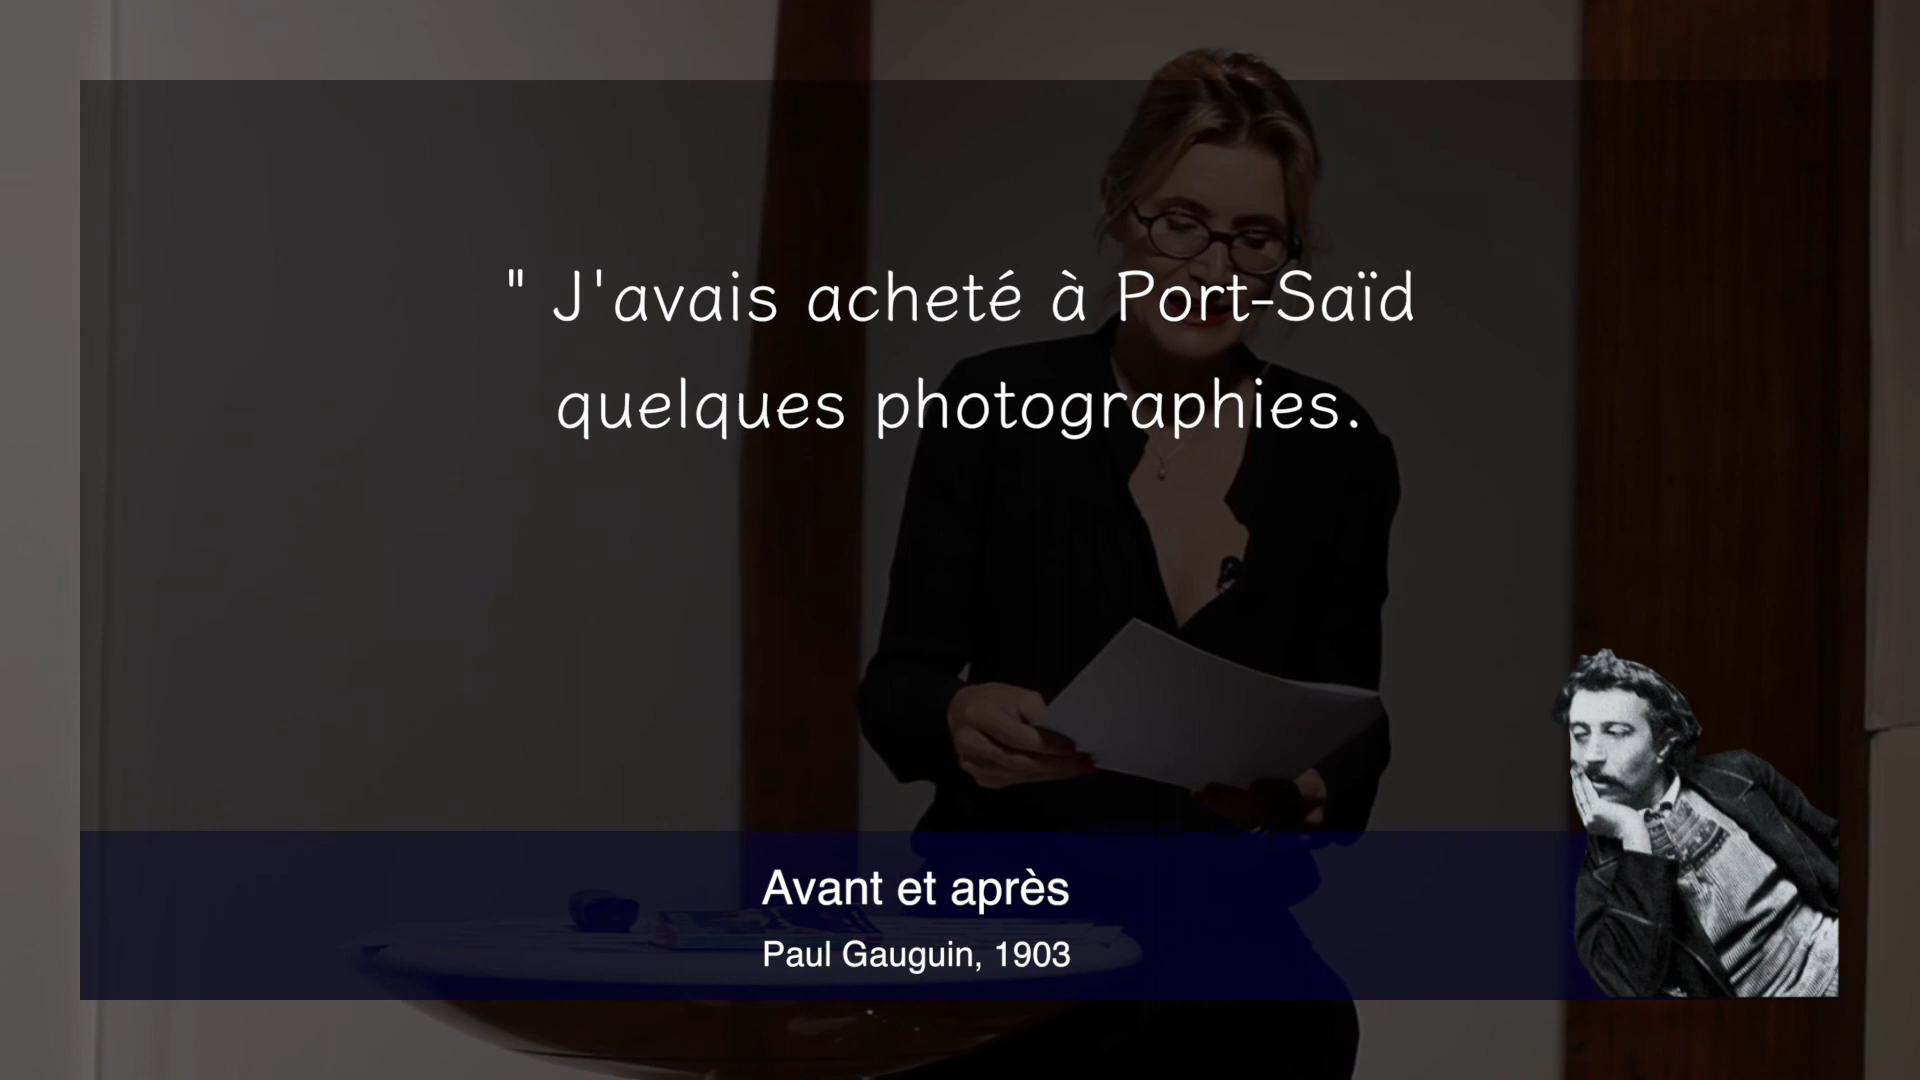 " J'avais acheté à Port-Saïd
quelques photographies.
Avant et après
Paul Gauguin, 1903